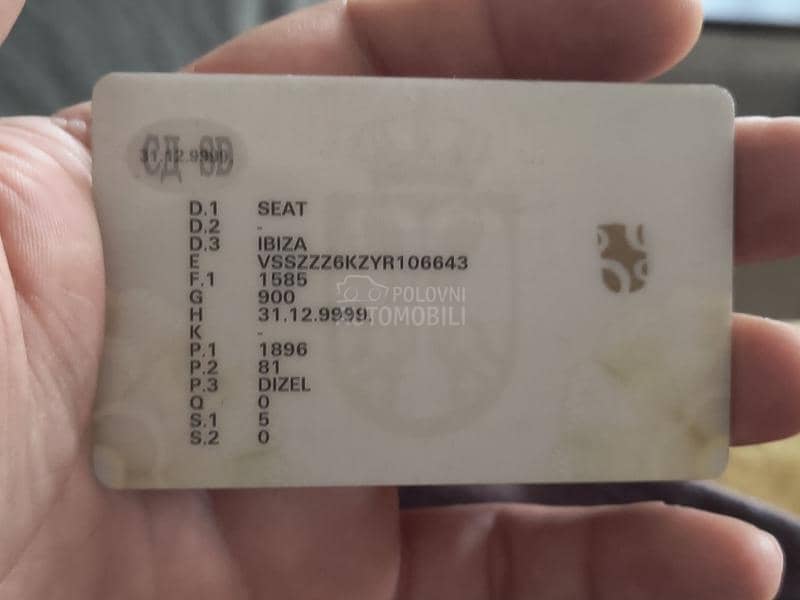 СД SD
31.12.9999.
D.1 SEAT
D.2 -
D.3 IBIZA
E VSSZZZ6KZYR106643
F.1 1585
G 900
H 31.12.9999.
K -
P.1 1896
P.2 81
P.3 DIZEL
Q 0
S.1 5
S.2 0
POLOVNI
AUTOMOBILI